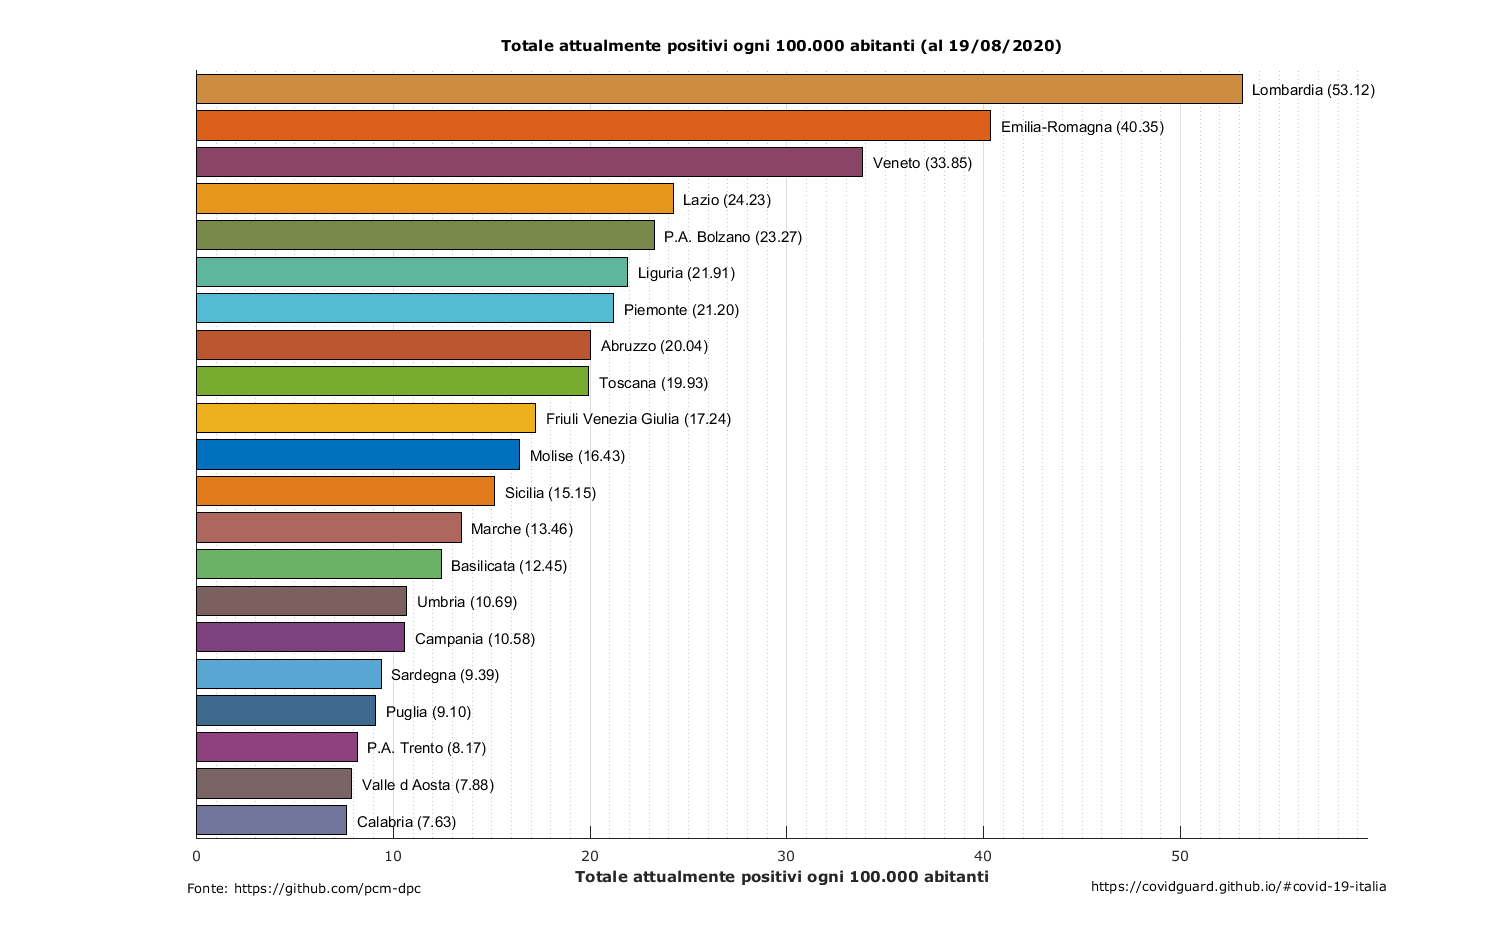 Totale attualmente positivi ogni 100.000 abitanti (al 19/08/2020)
Lombardia (53.12)
Emilia-Romagna (40.35)
Veneto (33.85)
Lazio (24.23)
P.A. Bolzano (23.27)
Liguria (21.91)
Piemonte (21.20)
Abruzzo (20.04)
Toscana (19.93)
Friuli Venezia Giulia (17.24)
Molise (16.43)
Sicilia (15.15)
Marche (13.46)
Basilicata (12.45)
Umbria (10.69)
Campania (10.58)
Sardegna (9.39)
Puglia (9.10)
P.A. Trento (8.17)
Valle d Aosta (7.88)
Calabria (7.63)
0 10 20 30 40 50
Totale attualmente positivi ogni 100.000 abitanti
Fonte: https://github.com/pcm-dpc
https://covidguard.github.io/#covid-19-italia